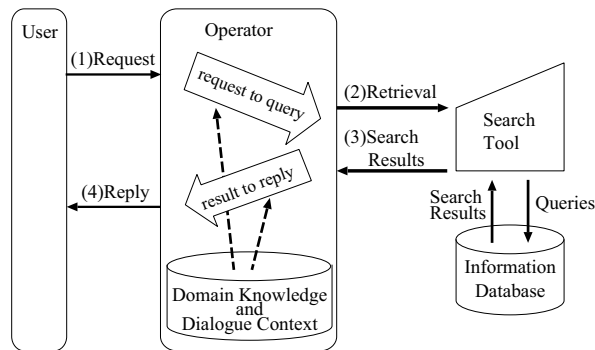 User
Operator
(1)Request
request to query
(2)Retrieval
Search
Tool
(3)Search
Results
result to reply
(4)Reply
Search
Results
Queries
Domain Knowledge
and
Dialogue Context
Information
Database